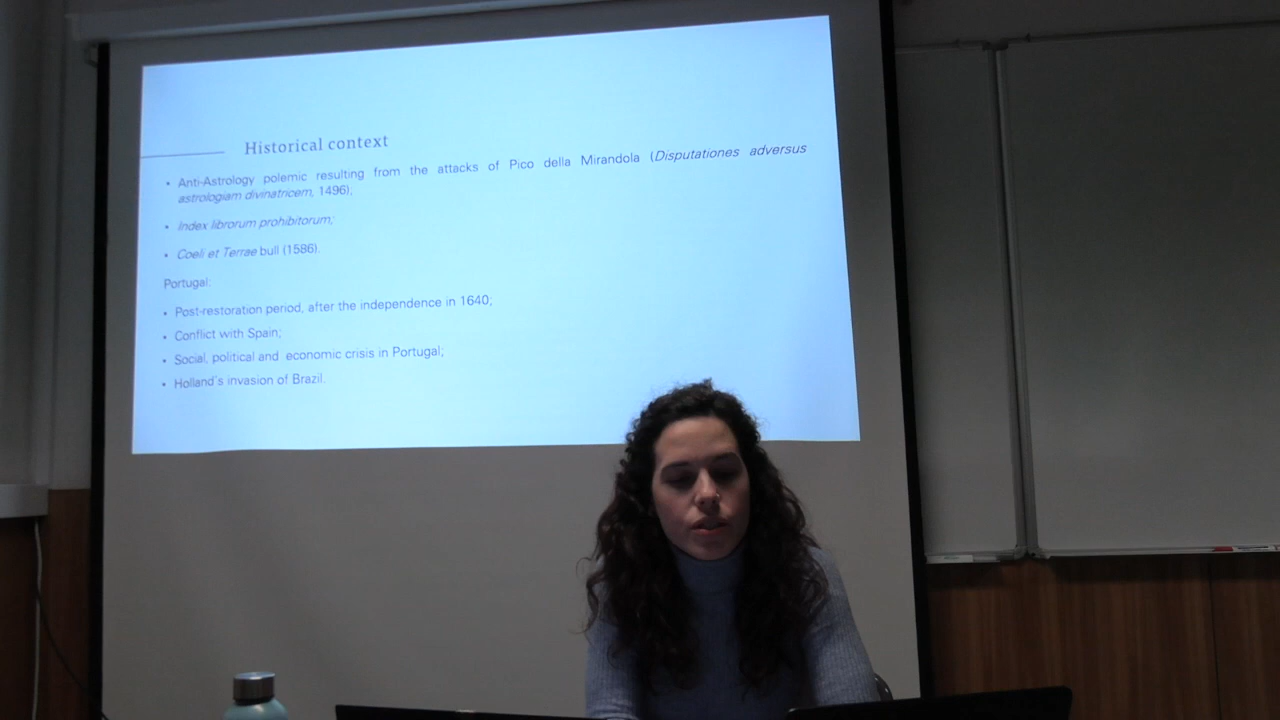 Historical context
• Anti-Astrology polemic resulting from the attacks of Pico della Mirandola (Disputationes adversus
astrologiam divinatricem, 1496);
• Index librorum prohibitorum;
• Coeli et Terrae bull (1586).
Portugal:
• Post-restoration period, after the independence in 1640;
• Conflict with Spain;
• Social, political and economic crisis in Portugal;
• Holland's invasion of Brazil.